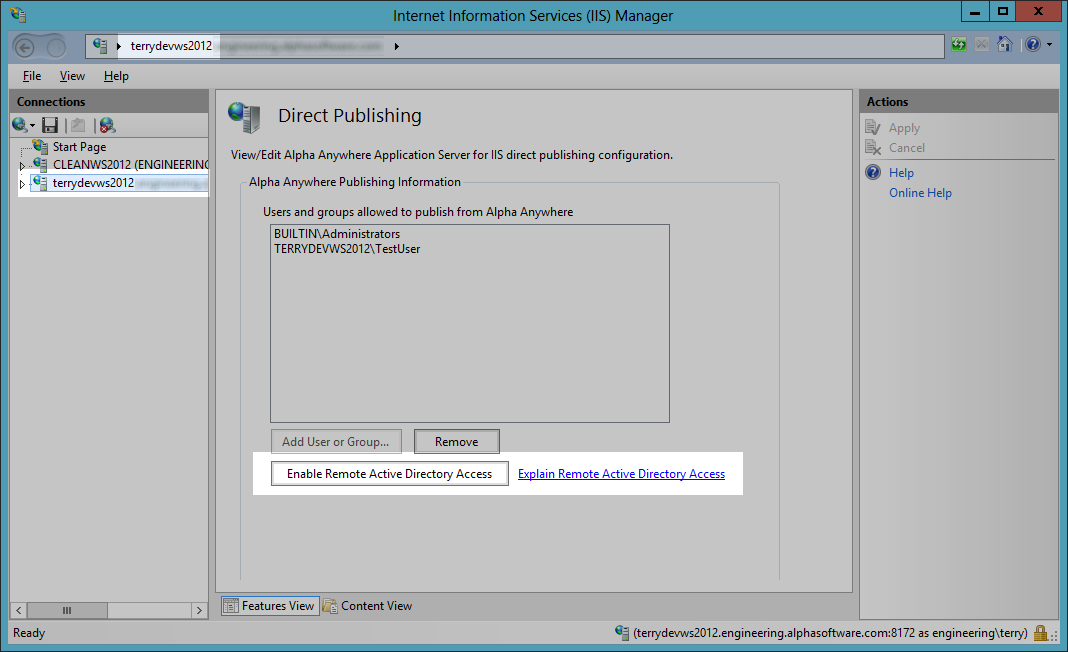 Internet Information Services (IIS) Manager
terrydevws2012
File View Help
Connections
Start Page
CLEANWS2012 (ENGINEERING
terrydevws2012
Direct Publishing
View/Edit Alpha Anywhere Application Server for IIS direct publishing configuration.
Alpha Anywhere Publishing Information
Users and groups allowed to publish from Alpha Anywhere
BUILTIN\Administrators
TERRYDEVWS2012\TestUser
Add User or Group... Remove
Enable Remote Active Directory Access Explain Remote Active Directory Access
Actions
Apply
Cancel
Help
Online Help
Features View Content View
Ready (terrydevws2012.engineering.alphasoftware.com:8172 as engineering\terry)